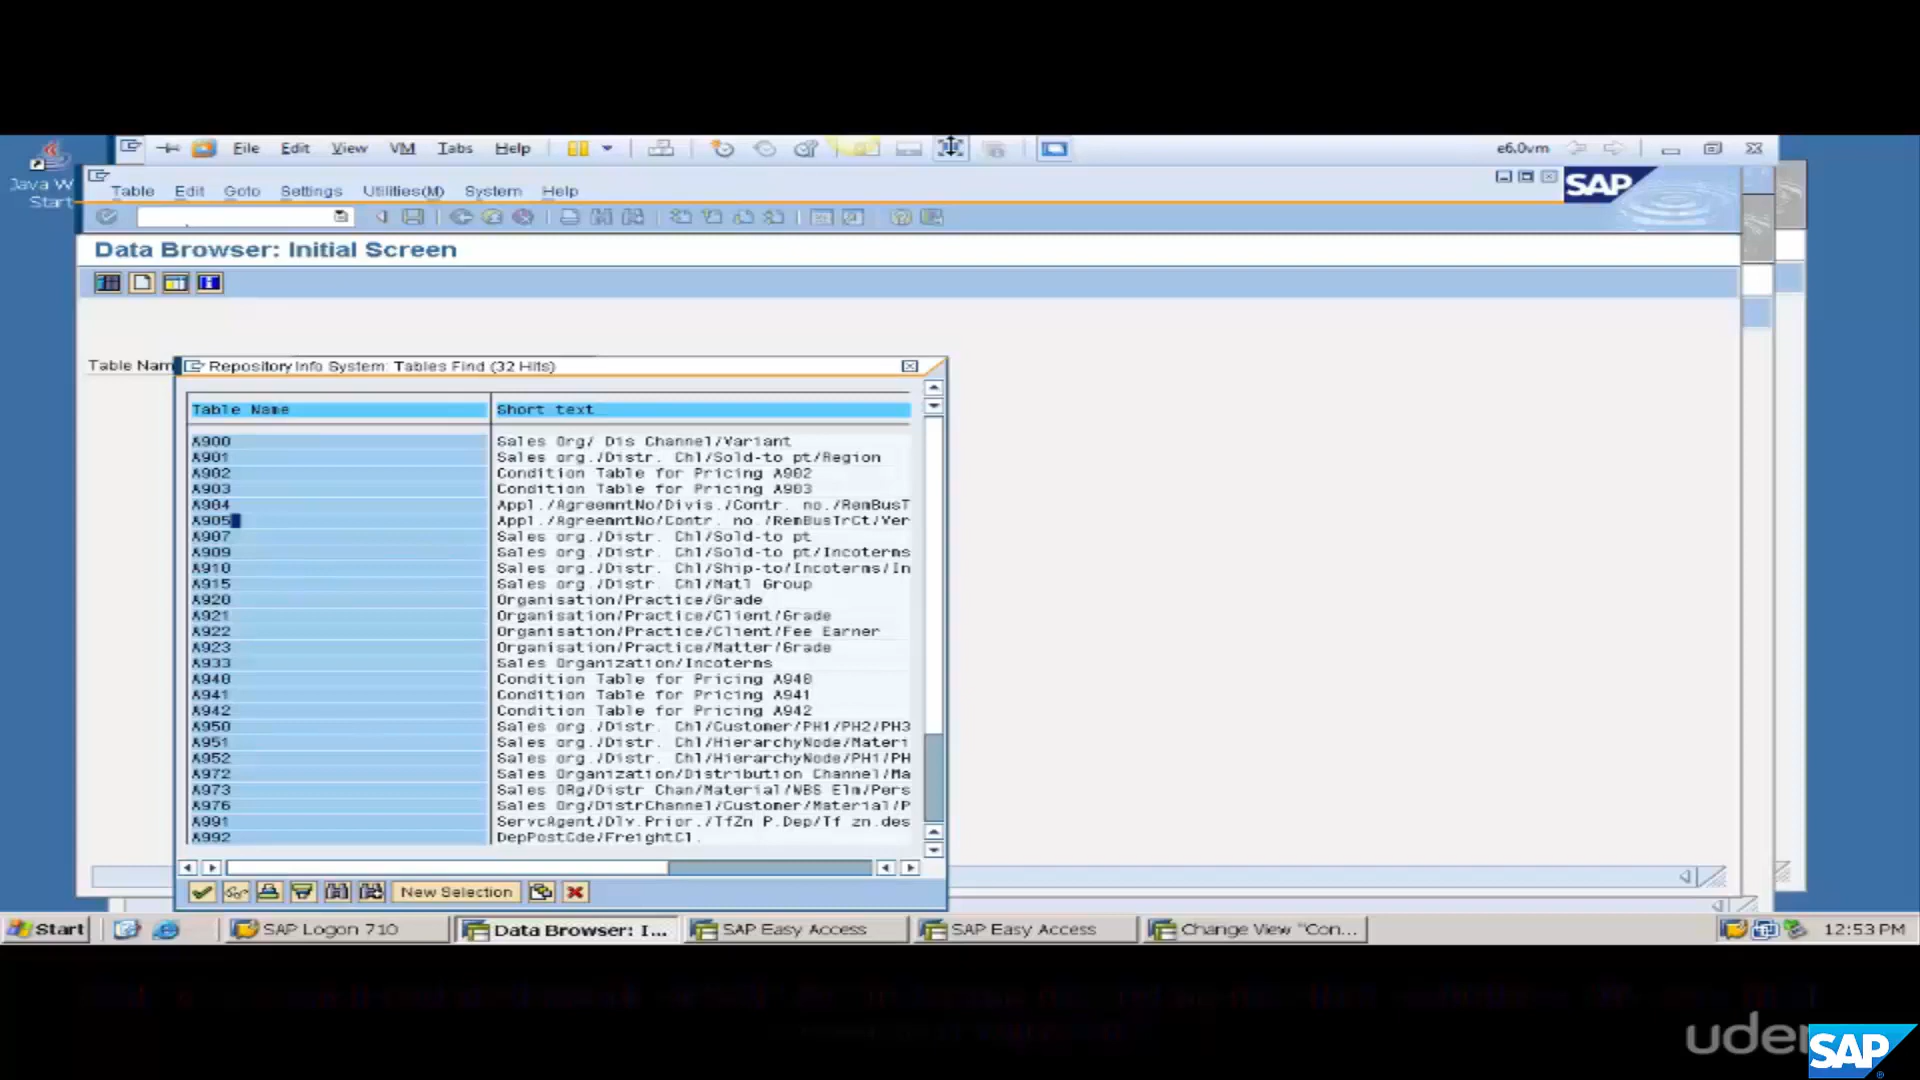 File Edit View VM Tabs Help e6.0vm
Java W
Start
Table Edit Goto Settings Utilities(M) System Help
SAP
Data Browser: Initial Screen
Table Nam
Repository Info System: Tables Find (32 Hits)
Table Name Short text
A900 Sales Org/ Dis Channel/Variant
A901 Sales org./Distr. Chl/Sold-to pt/Region
A902 Condition Table for Pricing A902
A903 Condition Table for Pricing A903
A904 Appl./AgreemntNo/Divis./Contr. no./RemBusT
A905 Appl./AgreemntNo/Contr. no./RemBusTrCt/Ver
A907 Sales org./Distr. Chl/Sold-to pt
A909 Sales org./Distr. Chl/Sold-to pt/Incoterms
A910 Sales org./Distr. Chl/Ship-to/Incoterms/In
A915 Sales org./Distr. Chl/Matl Group
A920 Organisation/Practice/Grade
A921 Organisation/Practice/Client/Grade
A922 Organisation/Practice/Client/Fee Earner
A923 Organisation/Practice/Matter/Grade
A933 Sales Organization/Incoterms
A940 Condition Table for Pricing A940
A941 Condition Table for Pricing A941
A942 Condition Table for Pricing A942
A950 Sales org./Distr. Chl/Customer/PH1/PH2/PH3
A951 Sales org./Distr. Chl/HierarchyNode/Materi
A952 Sales org./Distr. Chl/HierarchyNode/PH1/PH
A972 Sales Organization/Distribution Channel/Ma
A973 Sales ORg/Distr Chan/Material/WBS Elm/Pers
A976 Sales Org/DistrChannel/Customer/Material/P
A991 ServcAgent/Dlv.Prior./TfZn P.Dep/Tf zn.des
A992 DepPostCde/FreightCl.
New Selection
Start SAP Logon 710 Data Browser: I... SAP Easy Access SAP Easy Access Change View "Con... 12:53 PM
udem
SAP